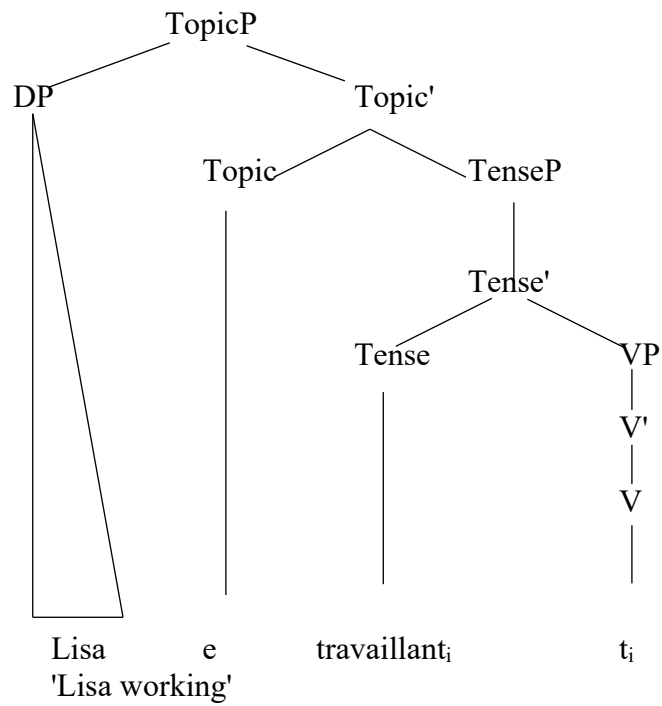 TopicP
DP Topic'
Topic TenseP
Tense'
Tense VP
V'
V
Lisa e travaillantᵢ tᵢ
'Lisa working'